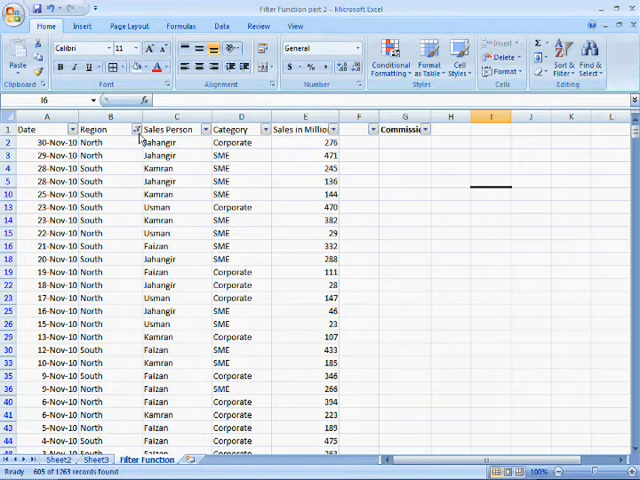 Filter Function part 2 - Microsoft Excel
Home Insert Page Layout Formulas Data Review View
Paste
Calibri 11
B I U
General
$ % ,
Conditional Formatting
Format as Table
Cell Styles
Insert
Delete
Format
Sort & Filter
Find & Select
Clipboard Font Alignment Number Styles Cells Editing
I6 fx
A B C D E F G H I J K L
1 Date Region Sales Person Category Sales in Million Commissio
2 30-Nov-10 North Jahangir Corporate 276
3 29-Nov-10 North Jahangir SME 471
4 28-Nov-10 South Kamran SME 245
5 28-Nov-10 South Jahangir SME 136
10 25-Nov-10 South Kamran SME 144
13 23-Nov-10 South Usman Corporate 470
14 23-Nov-10 South Kamran SME 382
15 22-Nov-10 North Usman SME 29
16 21-Nov-10 South Faizan SME 332
18 20-Nov-10 South Jahangir SME 288
19 19-Nov-10 North Faizan Corporate 111
22 18-Nov-10 North Jahangir Corporate 28
23 17-Nov-10 North Usman Corporate 147
25 16-Nov-10 North Jahangir SME 46
26 15-Nov-10 North Usman SME 23
29 13-Nov-10 North Kamran Corporate 107
30 12-Nov-10 South Faizan SME 433
33 10-Nov-10 North Kamran SME 185
35 9-Nov-10 South Faizan Corporate 346
36 9-Nov-10 South Faizan SME 266
40 6-Nov-10 North Faizan Corporate 394
41 6-Nov-10 North Kamran Corporate 223
42 5-Nov-10 South Faizan Corporate 189
44 4-Nov-10 South Faizan Corporate 475
Sheet2 Sheet3 Filter Function
Ready 605 of 1263 records found 100%